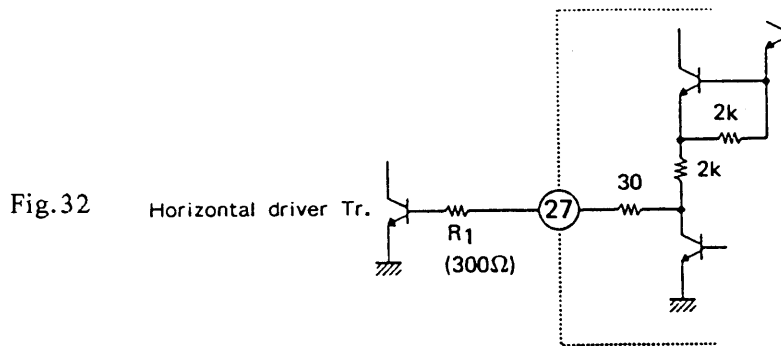 2k
2k
30
27
Fig.32
Horizontal driver Tr.
R1
(300Ω)